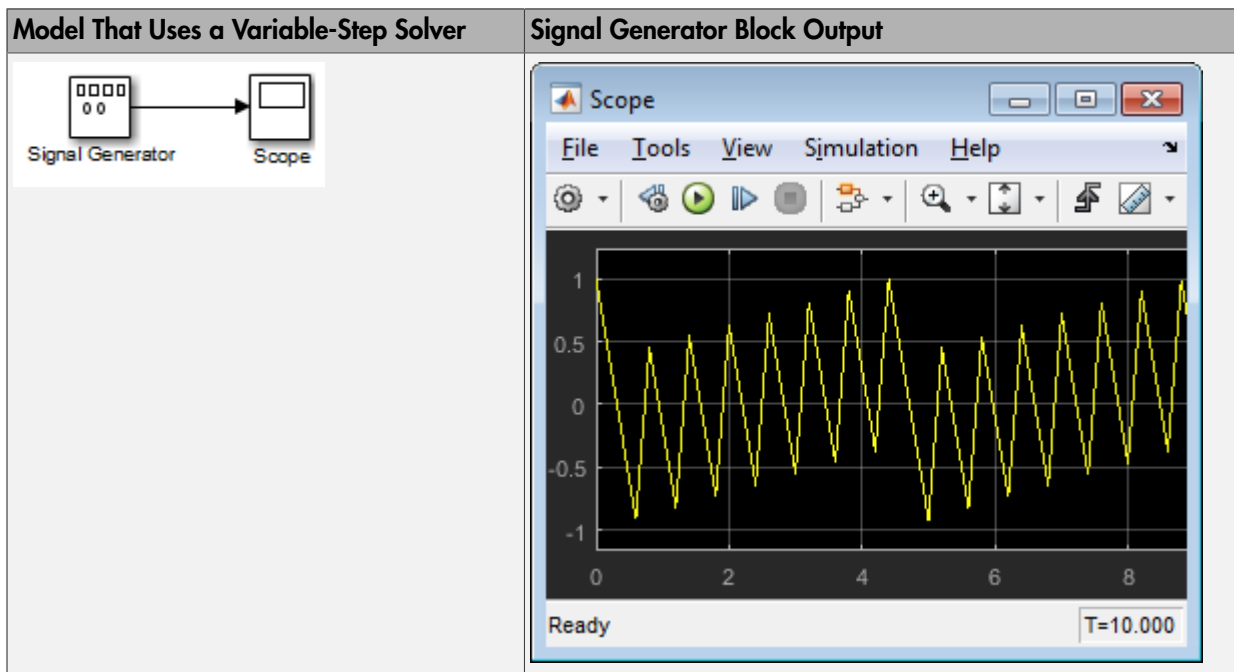 Model That Uses a Variable-Step Solver
Signal Generator Block Output
Signal Generator
Scope
Scope
File Tools View Simulation Help
1
0.5
0
-0.5
-1
0 2 4 6 8
Ready
T=10.000